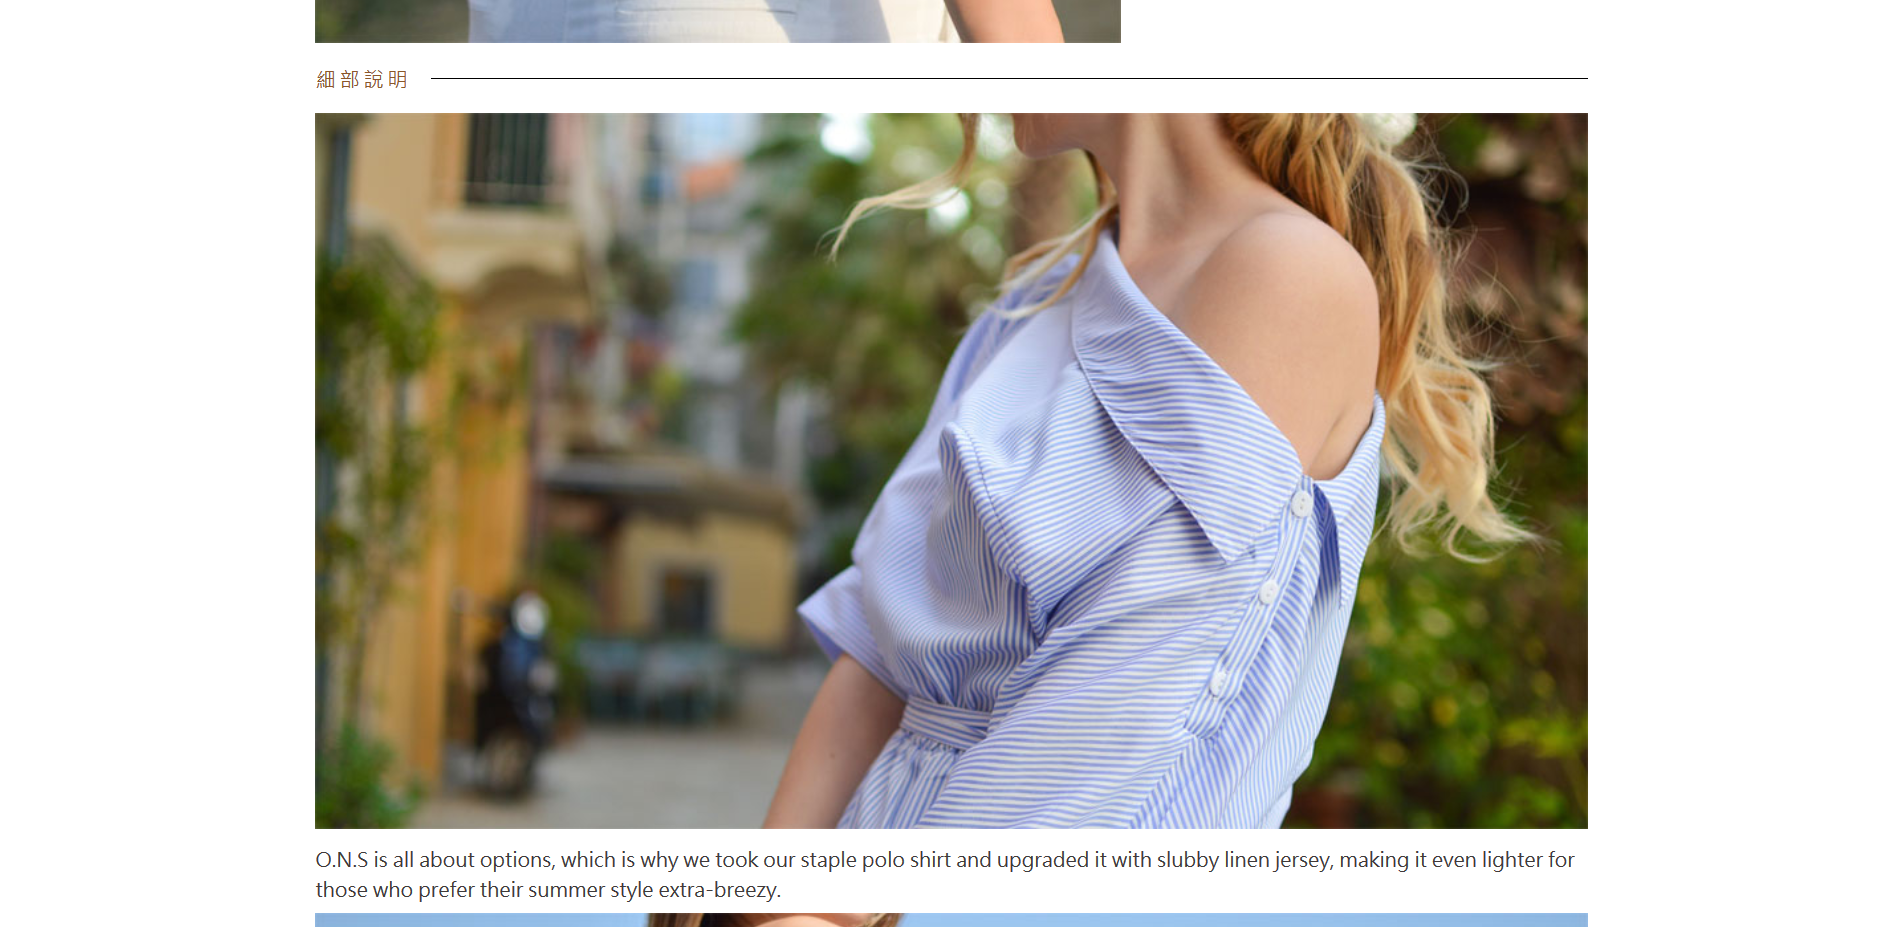 細部說明
O.N.S is all about options, which is why we took our staple polo shirt and upgraded it with slubby linen jersey, making it even lighter for
those who prefer their summer style extra-breezy.